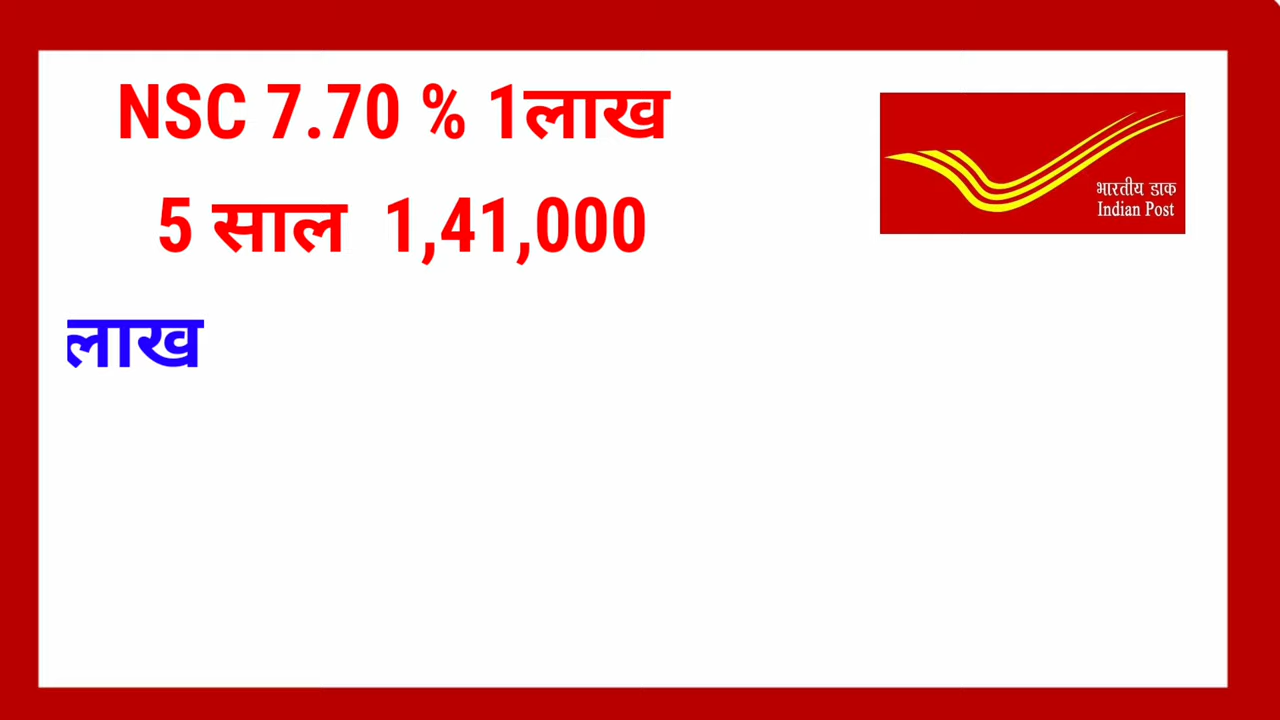 NSC 7.70 % 1लाख
5 साल 1,41,000
लाख
भारतीय डाक
Indian Post